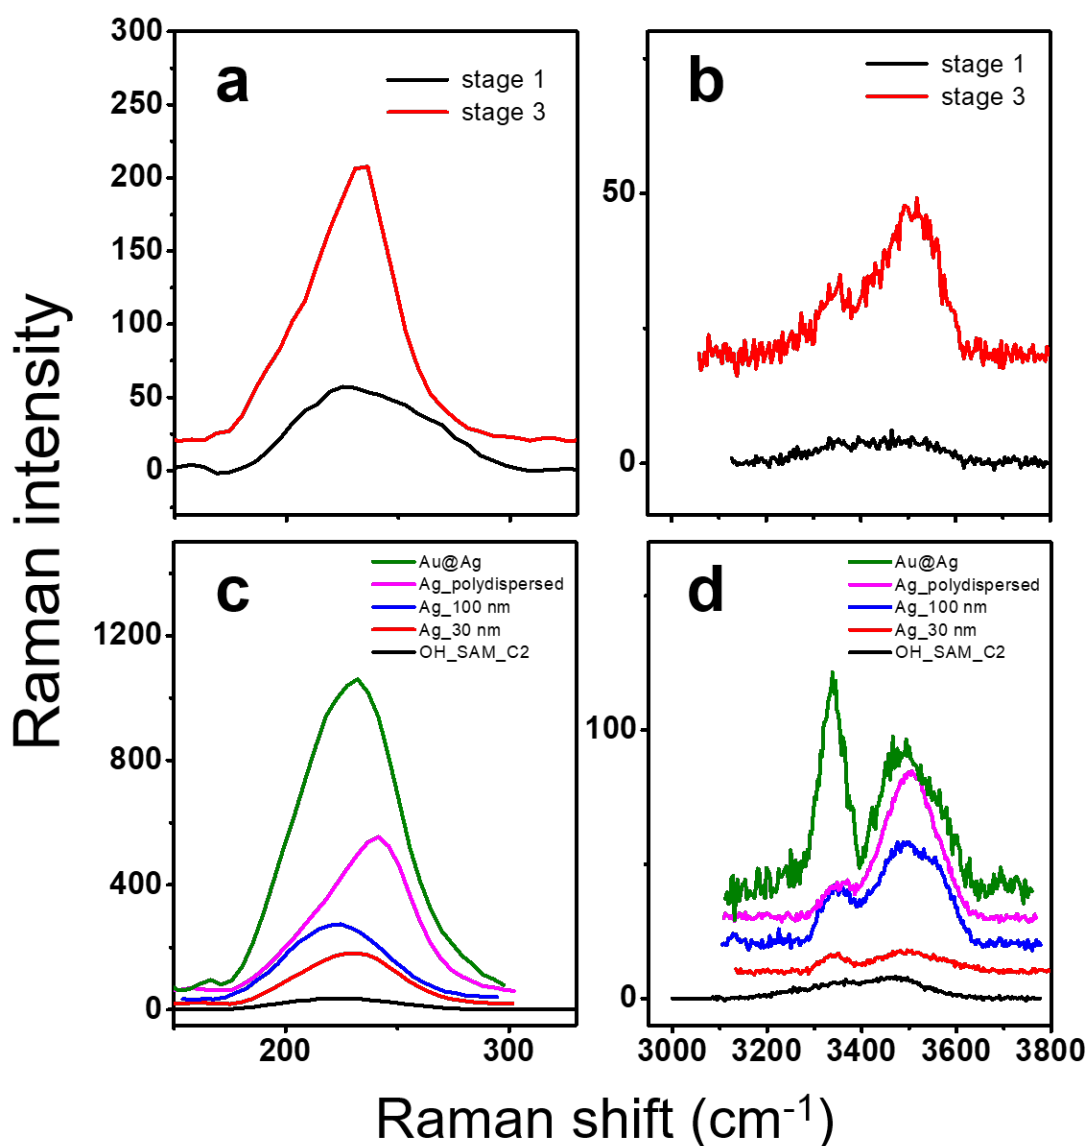 Raman intensity
300
250
200
150
100
50
0
a
stage 1
stage 3
200
300
50
0
b
stage 1
stage 3
1200
800
400
0
c
Au@Ag
Ag_polydispersed
Ag_100 nm
Ag_30 nm
OH_SAM_C2
200
300
100
0
d
Au@Ag
Ag_polydispersed
Ag_100 nm
Ag_30 nm
OH_SAM_C2
3000
3200
3400
3600
3800
Raman shift (cm⁻¹)